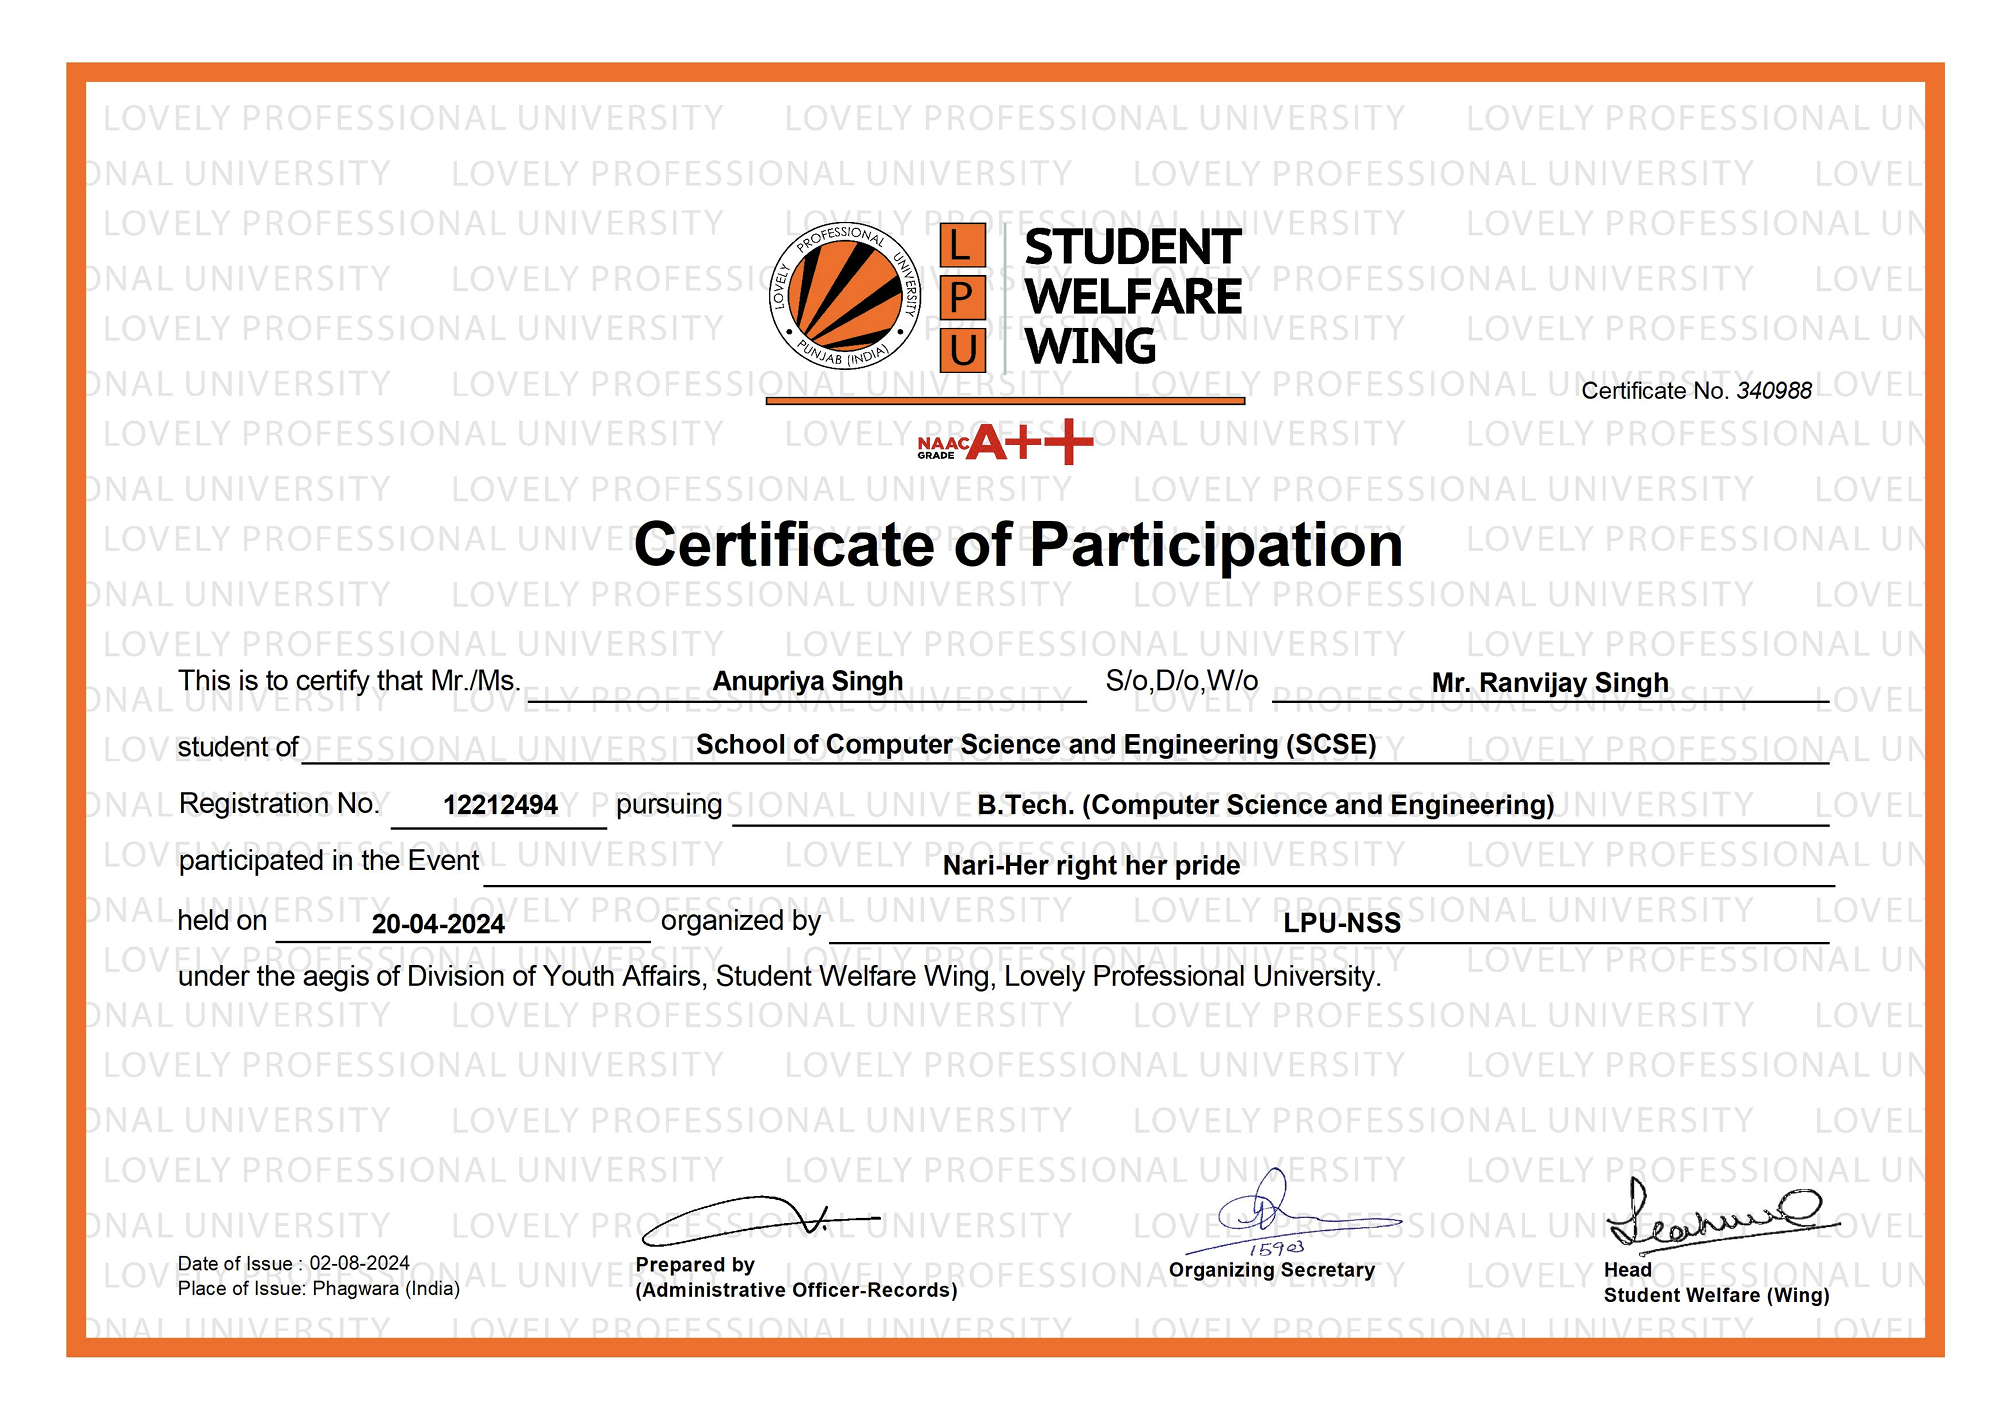 LOVELY PROFESSIONAL UNIVERSITY
PUNJAB (INDIA)
L
P
U
STUDENT
WELFARE
WING
Certificate No. 340988
NAAC
GRADE
A++
Certificate of Participation
This is to certify that Mr./Ms. Anupriya Singh S/o,D/o,W/o Mr. Ranvijay Singh
student of School of Computer Science and Engineering (SCSE)
Registration No. 12212494 pursuing B.Tech. (Computer Science and Engineering)
participated in the Event Nari-Her right her pride
held on 20-04-2024 organized by LPU-NSS
under the aegis of Division of Youth Affairs, Student Welfare Wing, Lovely Professional University.
15903
Date of Issue : 02-08-2024
Place of Issue: Phagwara (India)
Prepared by
(Administrative Officer-Records)
Organizing Secretary
Head
Student Welfare (Wing)